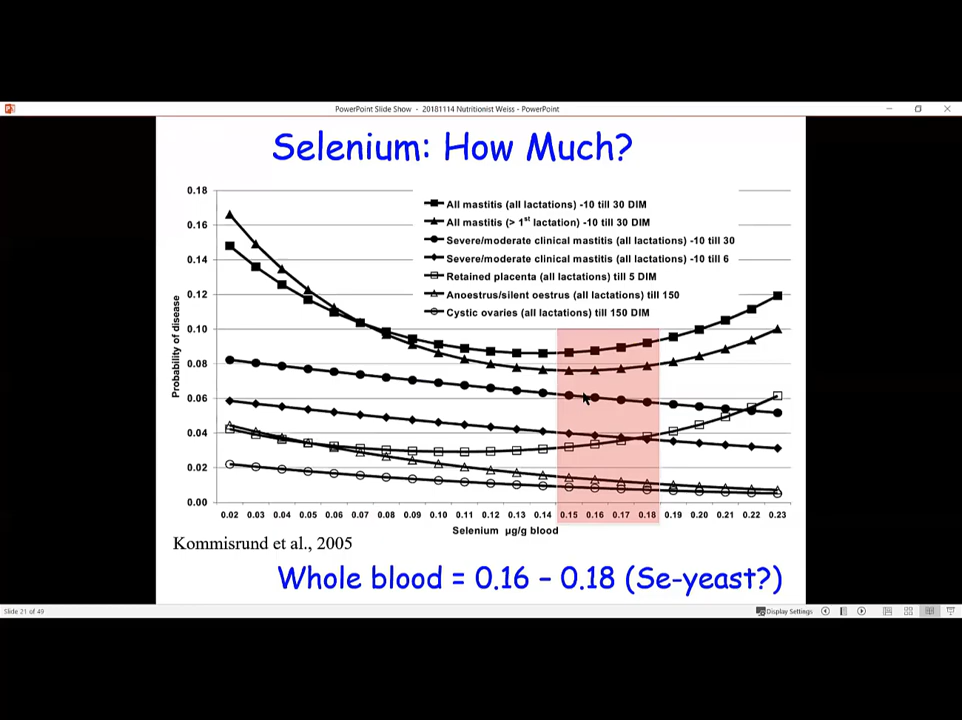 PowerPoint Slide Show - 20181114 Nutritionist Weiss - PowerPoint
Selenium: How Much?
0.18
0.16
0.14
0.12
0.10
0.08
0.06
0.04
0.02
0.00
Probability of disease
All mastitis (all lactations) -10 till 30 DIM
All mastitis (> 1st lactation) -10 till 30 DIM
Severe/moderate clinical mastitis (all lactations) -10 till 30
Severe/moderate clinical mastitis (all lactations) -10 till 6
Retained placenta (all lactations) till 5 DIM
Anoestrus/silent oestrus (all lactations) till 150
Cystic ovaries (all lactations) till 150 DIM
0.02 0.03 0.04 0.05 0.06 0.07 0.08 0.09 0.10 0.11 0.12 0.13 0.14 0.15 0.16 0.17 0.18 0.19 0.20 0.21 0.22 0.23
Selenium µg/g blood
Kommisrund et al., 2005
Whole blood = 0.16 – 0.18 (Se-yeast?)
Slide 21 of 49
Display Settings